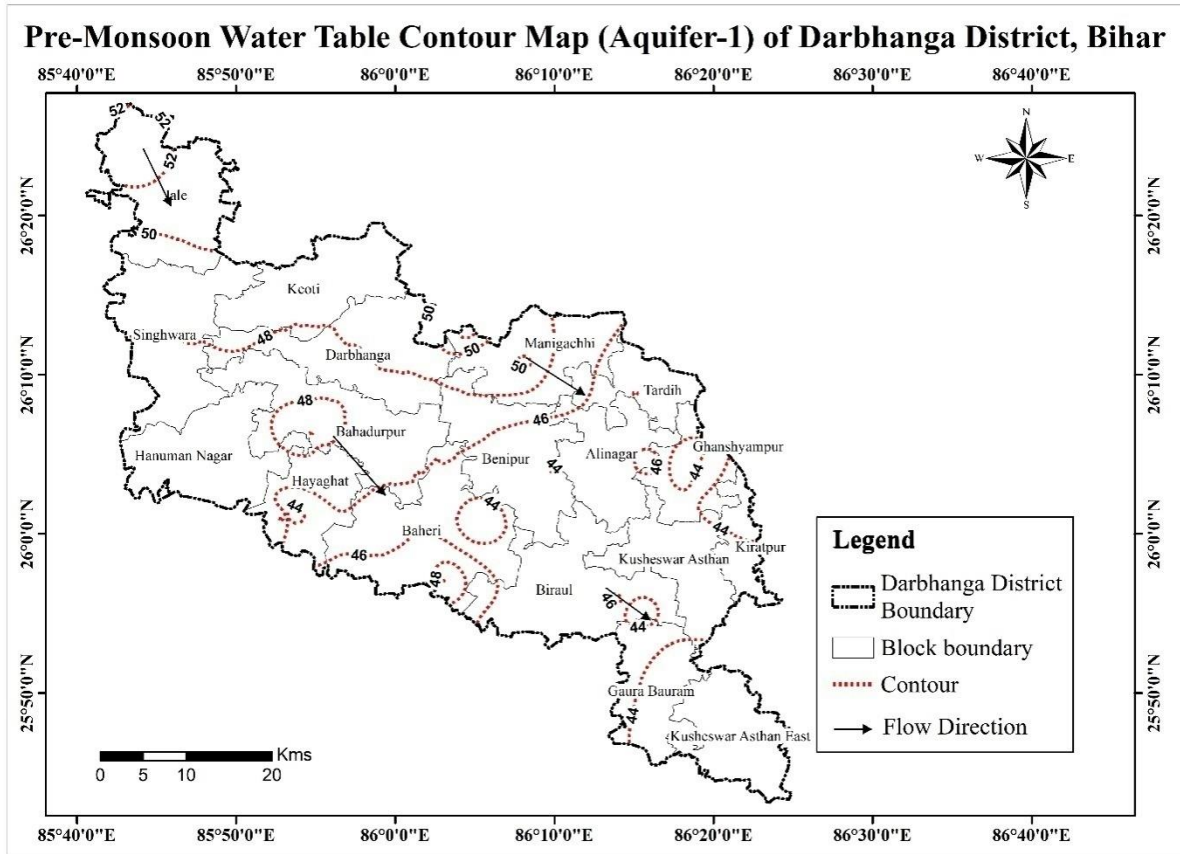 Pre-Monsoon Water Table Contour Map (Aquifer-1) of Darbhanga District, Bihar
85°40'0"E 85°50'0"E 86°00'0"E 86°10'0"E 86°20'0"E 86°30'0"E 86°40'0"E
52
52
N
52
W E
Jale
S
26°20'0"N 26°20'0"N
50
Keoti
50
Singhwara 48
Darbhanga
50
Manigachhi
50
26°10'0"N 26°10'0"N
Tardih
48
46
Bahadurpur
Hanuman Nagar
Benipur
44
Alinagar
46
Ghanshyampur
44
Hayaghat
44
44
Baheri
44
26°0'0"N 26°0'0"N
Kiratpur
46
48
Biraul
Kusheswar Asthan
46
44
Gaura Bauram
44
25°50'0"N 25°50'0"N
Kusheswar Asthan East
Legend
Darbhanga District
Boundary
Block boundary
Contour
Flow Direction
Kms
0 5 10 20
85°40'0"E 85°50'0"E 86°00'0"E 86°10'0"E 86°20'0"E 86°30'0"E 86°40'0"E